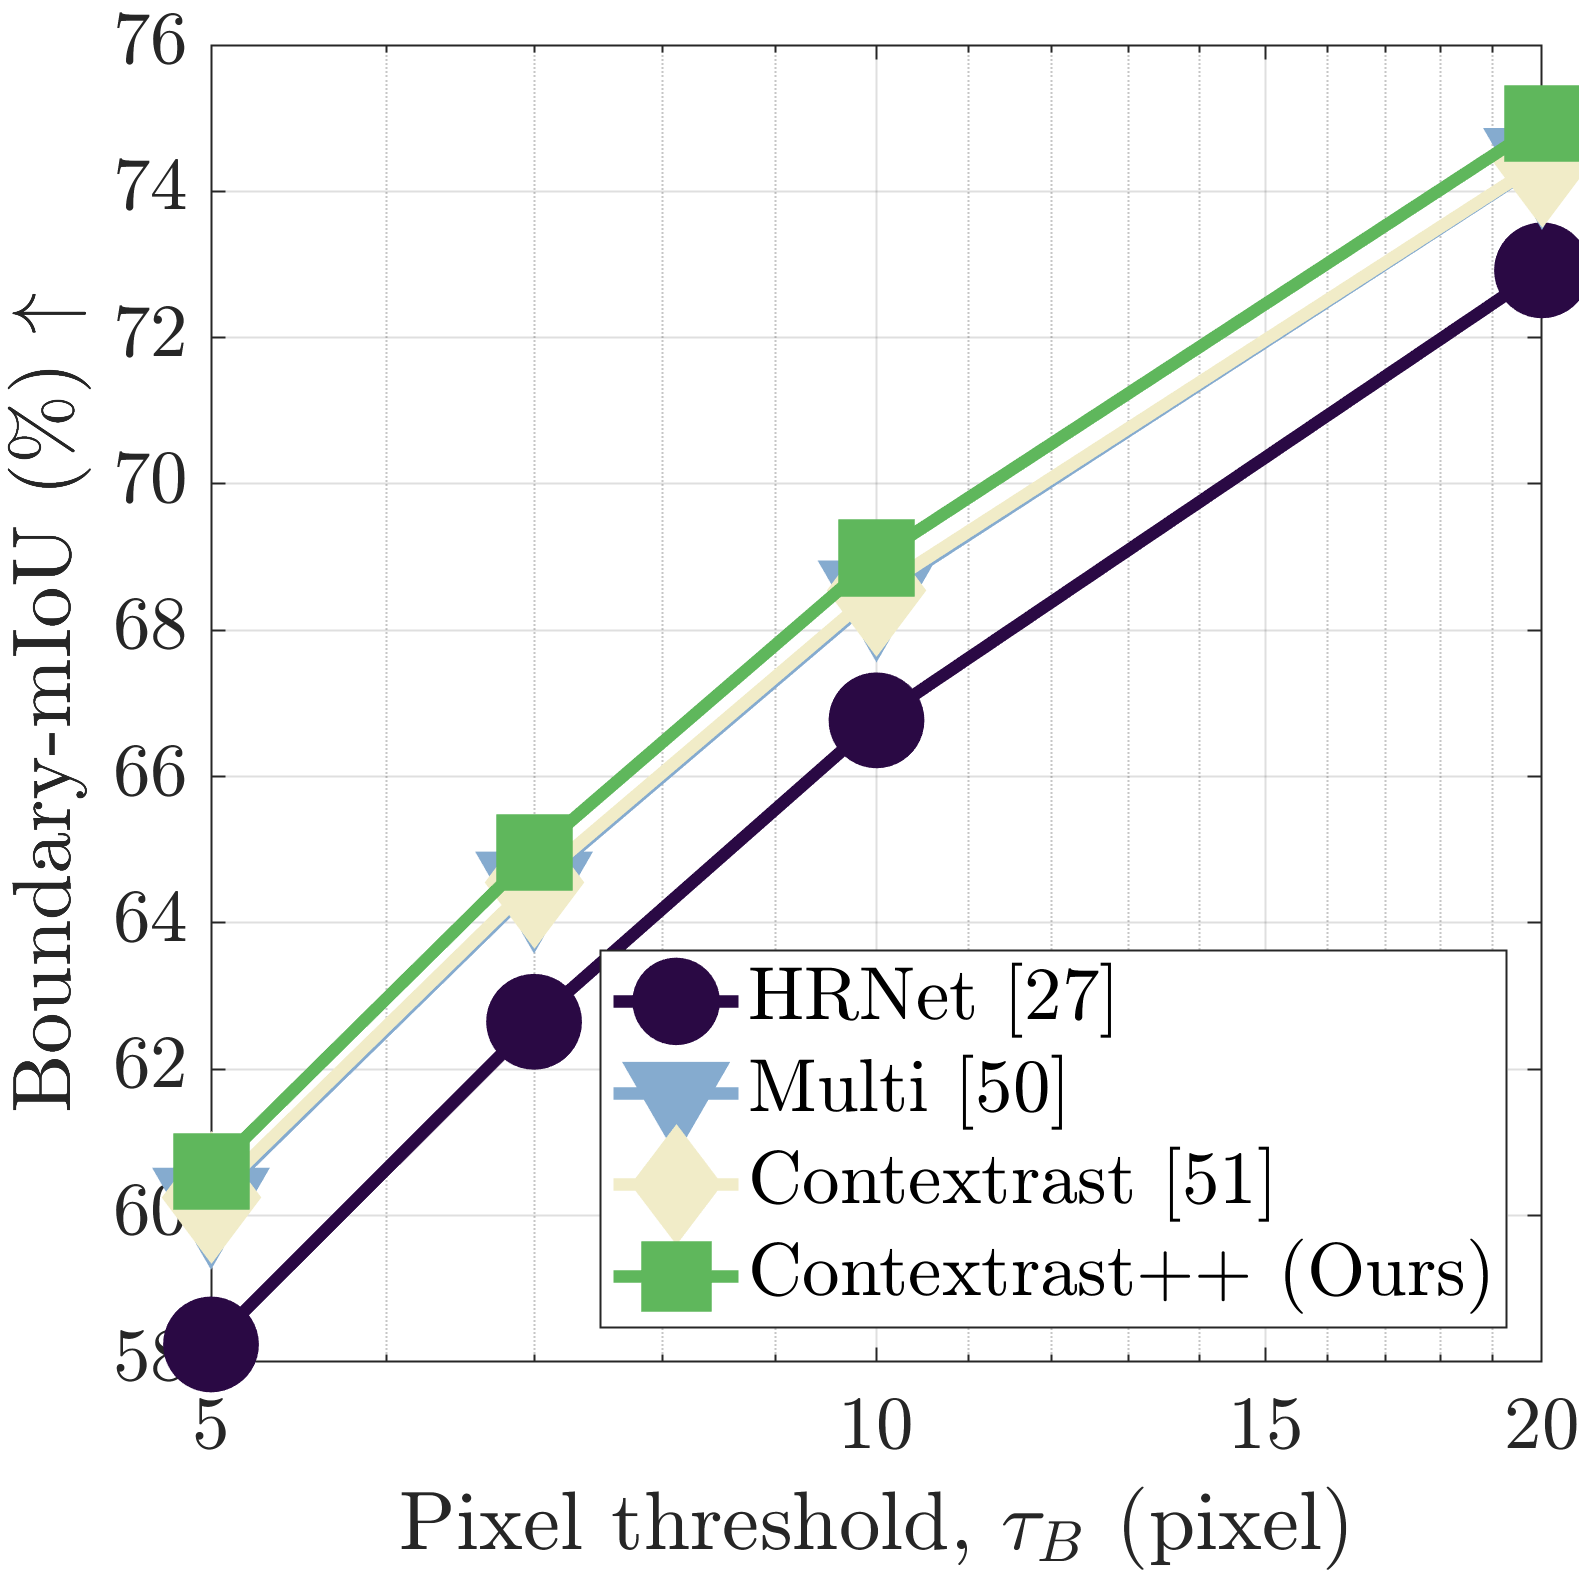 76
74
72
70
68
66
64
62
60
58
Boundary-mIoU (%) ↑
HRNet [27]
Multi [50]
Contextrast [51]
Contextrast++ (Ours)
5 10 15 20
Pixel threshold, τ_B (pixel)